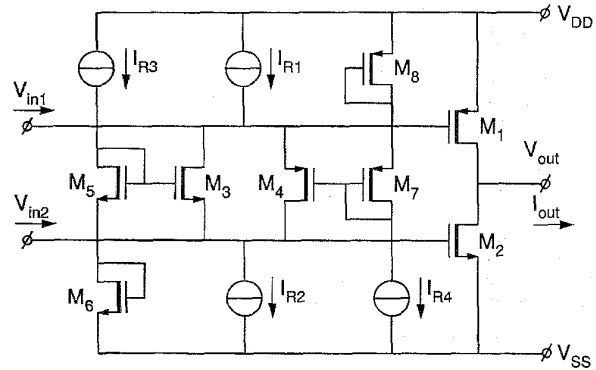 V_DD
I_R3
I_R1
M_8
V_in1
M_1
V_out
M_5
M_3
M_4
M_7
V_in2
I_out
M_2
M_6
I_R2
I_R4
V_SS